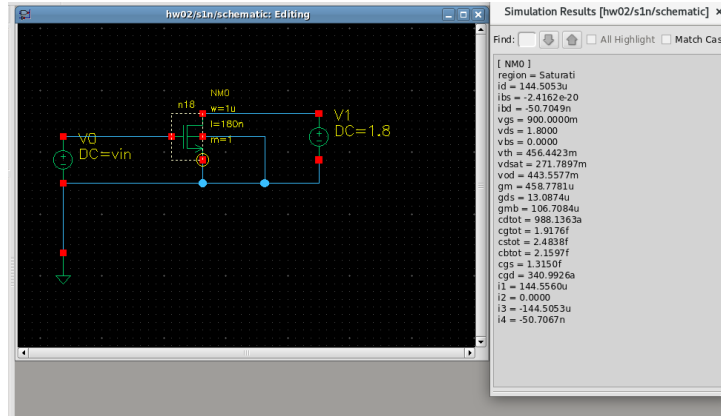 hw02/s1n/schematic: Editing
NM0
n18
w=1u
l=180n
m=1
V0
DC=vin
V1
DC=1.8
Simulation Results [hw02/s1n/schematic]
Find:
All Highlight
Match Cas
[ NM0 ]
region = Saturati
id = 144.5053u
ibs = -2.4162e-20
ibd = -50.7049n
vgs = 900.0000m
vds = 1.8000
vbs = 0.0000
vth = 456.4423m
vdsat = 271.7897m
vod = 443.5577m
gm = 458.7781u
gds = 13.0874u
gmb = 106.7084u
cdtot = 988.1363a
cgtot = 1.9176f
cstot = 2.4838f
cbtot = 2.1597f
cgs = 1.3150f
cgd = 340.9926a
i1 = 144.5560u
i2 = 0.0000
i3 = -144.5053u
i4 = -50.7067n